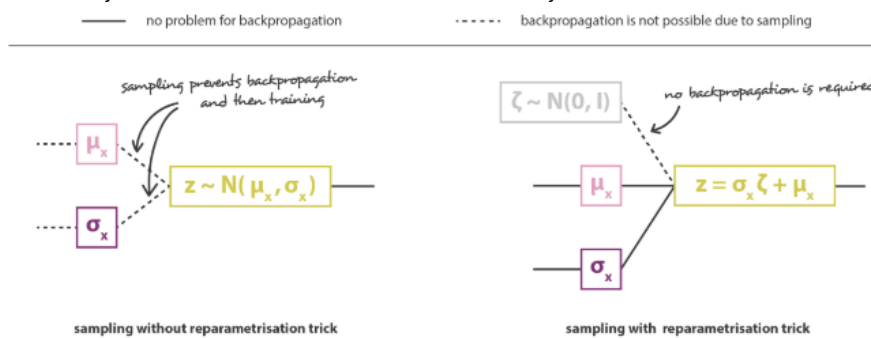 no problem for backpropagation
backpropagation is not possible due to sampling
sampling prevents backpropagation
and then training
μx
z ~ N( μx , σx )
σx
sampling without reparametrisation trick
ζ ~ N(0, I)
no backpropagation is required
μx
z = σx ζ + μx
σx
sampling with reparametrisation trick